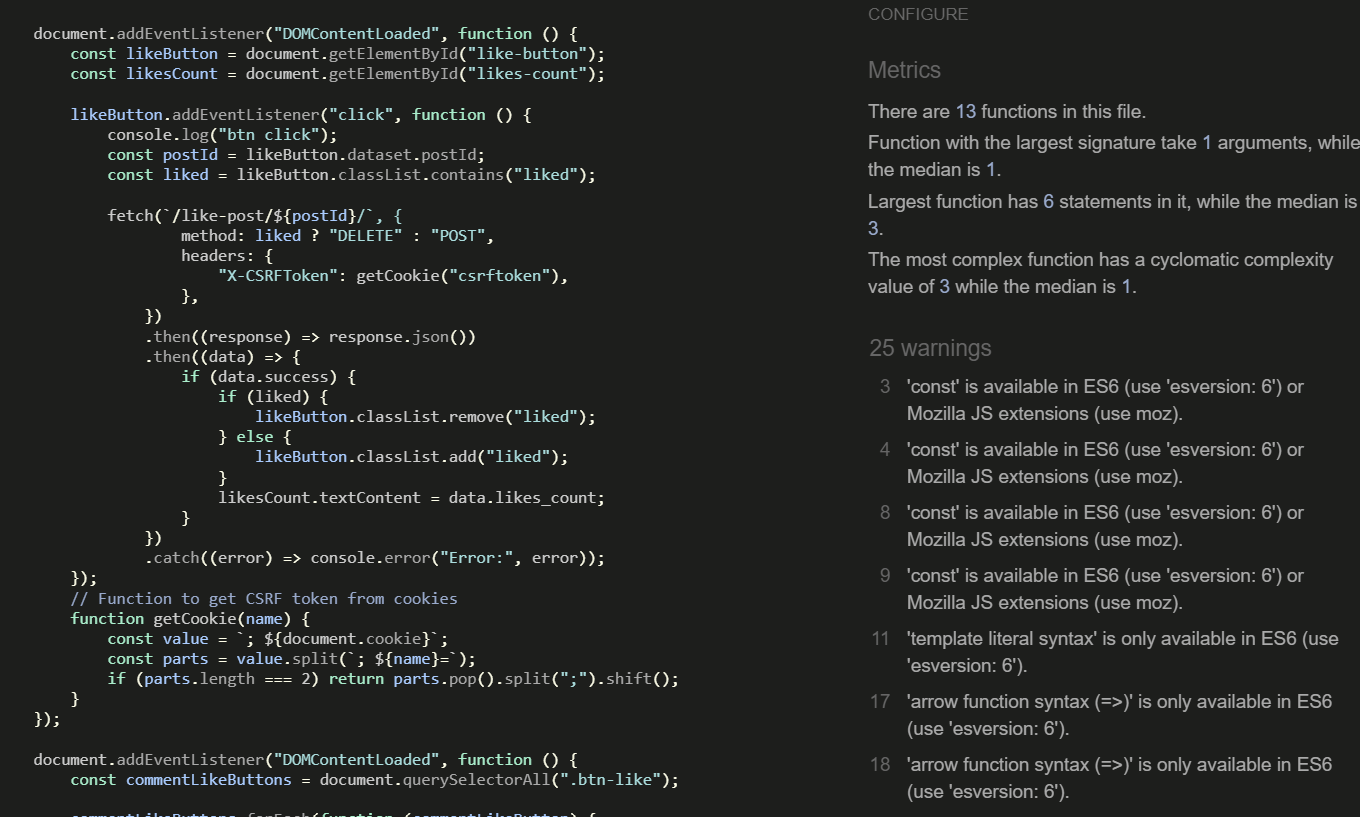 document.addEventListener("DOMContentLoaded", function () {
    const likeButton = document.getElementById("like-button");
    const likesCount = document.getElementById("likes-count");

    likeButton.addEventListener("click", function () {
        console.log("btn click");
        const postId = likeButton.dataset.postId;
        const liked = likeButton.classList.contains("liked");

        fetch(`/like-post/${postId}/`, {
                method: liked ? "DELETE" : "POST",
                headers: {
                    "X-CSRFToken": getCookie("csrftoken"),
                },
            })
            .then((response) => response.json())
            .then((data) => {
                if (data.success) {
                    if (liked) {
                        likeButton.classList.remove("liked");
                    } else {
                        likeButton.classList.add("liked");
                    }
                    likesCount.textContent = data.likes_count;
                }
            })
            .catch((error) => console.error("Error:", error));
    });
    // Function to get CSRF token from cookies
    function getCookie(name) {
        const value = `; ${document.cookie}`;
        const parts = value.split(`; ${name}=`);
        if (parts.length === 2) return parts.pop().split(";").shift();
    }
});

document.addEventListener("DOMContentLoaded", function () {
    const commentLikeButtons = document.querySelectorAll(".btn-like");

    commentLikeButtons.forEach(function (commentLikeButton) {
CONFIGURE
Metrics
There are 13 functions in this file.
Function with the largest signature take 1 arguments, while
the median is 1.
Largest function has 6 statements in it, while the median is
3.
The most complex function has a cyclomatic complexity
value of 3 while the median is 1.
25 warnings
3 'const' is available in ES6 (use 'esversion: 6') or
Mozilla JS extensions (use moz).
4 'const' is available in ES6 (use 'esversion: 6') or
Mozilla JS extensions (use moz).
8 'const' is available in ES6 (use 'esversion: 6') or
Mozilla JS extensions (use moz).
9 'const' is available in ES6 (use 'esversion: 6') or
Mozilla JS extensions (use moz).
11 'template literal syntax' is only available in ES6 (use
'esversion: 6').
17 'arrow function syntax (=>)' is only available in ES6
(use 'esversion: 6').
18 'arrow function syntax (=>)' is only available in ES6
(use 'esversion: 6').